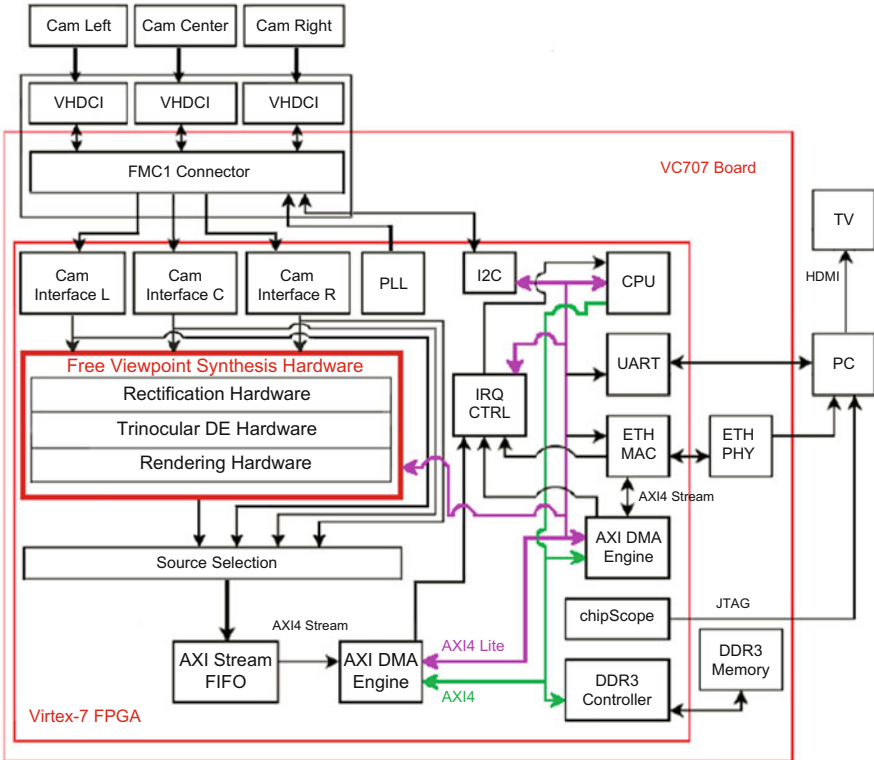 Cam Left
Cam Center
Cam Right
VHDCI
VHDCI
VHDCI
FMC1 Connector
VC707 Board
TV
HDMI
Cam
Interface L
Cam
Interface C
Cam
Interface R
PLL
I2C
CPU
Free Viewpoint Synthesis Hardware
Rectification Hardware
Trinocular DE Hardware
Rendering Hardware
IRQ
CTRL
UART
PC
ETH
MAC
ETH
PHY
AXI4 Stream
AXI DMA
Engine
Source Selection
chipScope
JTAG
AXI4 Stream
AXI Stream
FIFO
AXI DMA
Engine
AXI4 Lite
AXI4
DDR3
Controller
DDR3
Memory
Virtex-7 FPGA